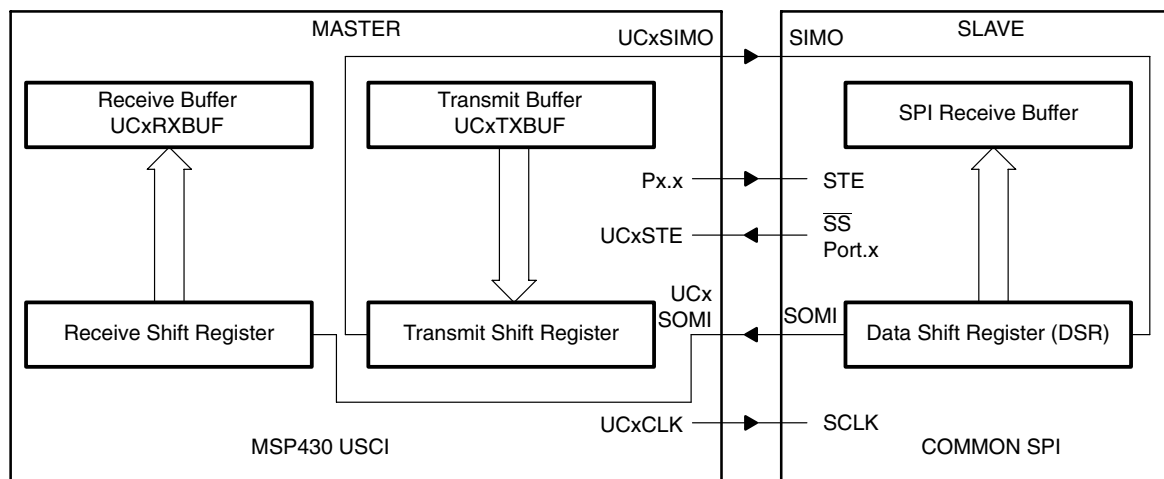 MASTER
UCxSIMO
SIMO
SLAVE
Receive Buffer
UCxRXBUF
Transmit Buffer
UCxTXBUF
SPI Receive Buffer
Px.x
STE
UCxSTE
SS
Port.x
UCx
SOMI
SOMI
Receive Shift Register
Transmit Shift Register
Data Shift Register (DSR)
UCxCLK
SCLK
MSP430 USCI
COMMON SPI